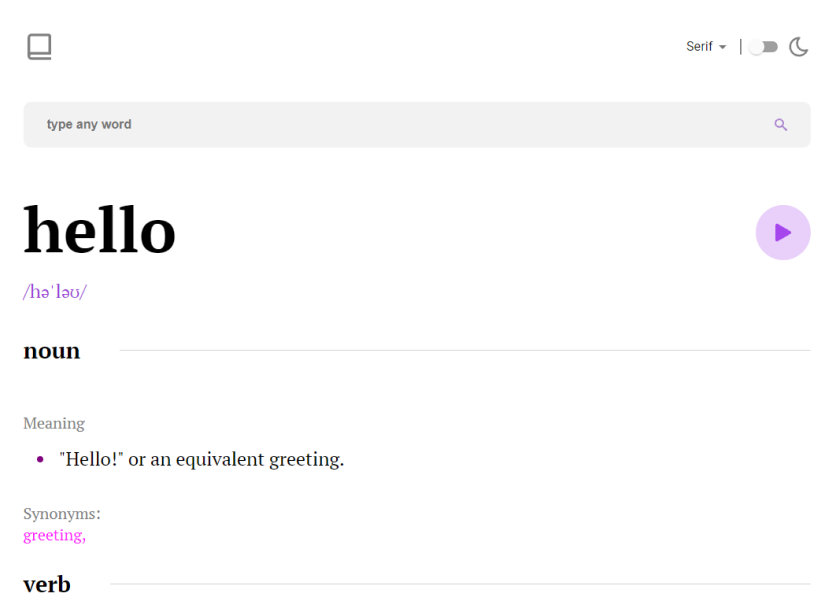 Serif
type any word
hello
/həˈləʊ/
noun
Meaning
"Hello!" or an equivalent greeting.
Synonyms:
greeting,
verb